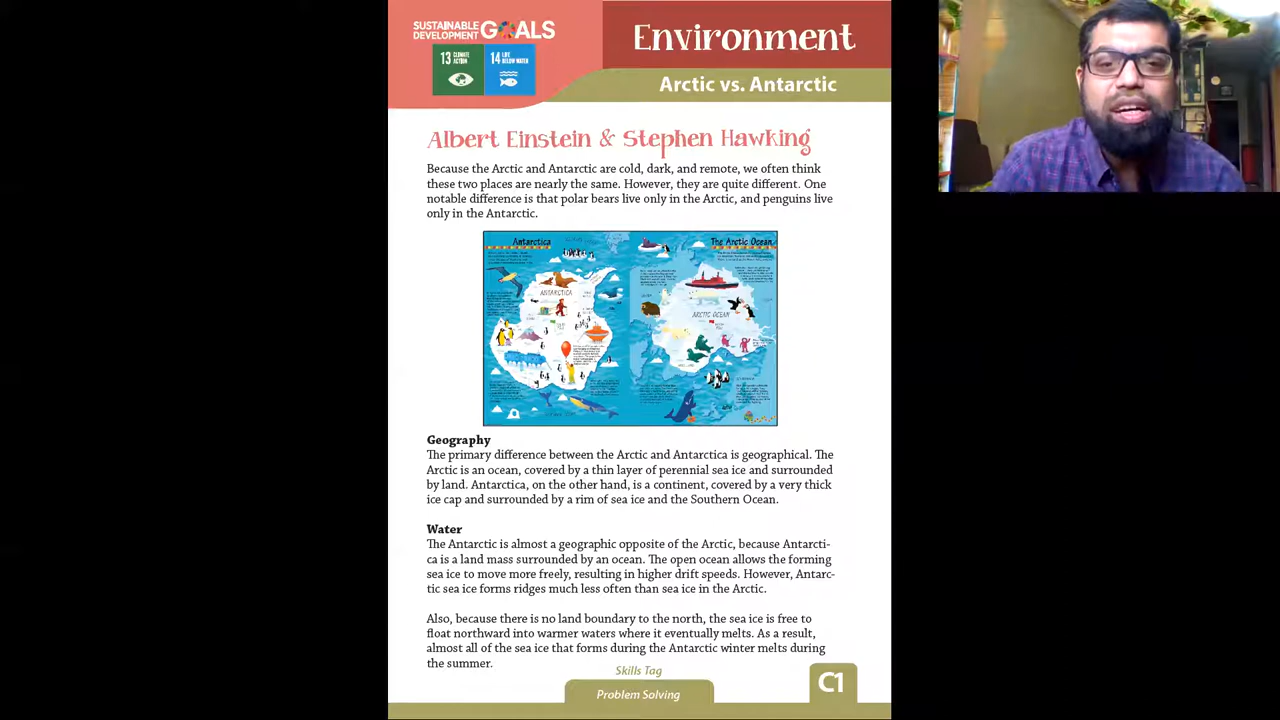 SUSTAINABLE
DEVELOPMENT GOALS
13 CLIMATE
ACTION
14 LIFE
BELOW WATER
Environment
Arctic vs. Antarctic
Albert Einstein & Stephen Hawking
Because the Arctic and Antarctic are cold, dark, and remote, we often think
these two places are nearly the same. However, they are quite different. One
notable difference is that polar bears live only in the Arctic, and penguins live
only in the Antarctic.
Antarctica
The Arctic Ocean
ANTARCTICA
ARCTIC OCEAN
Geography
The primary difference between the Arctic and Antarctica is geographical. The
Arctic is an ocean, covered by a thin layer of perennial sea ice and surrounded
by land. Antarctica, on the other hand, is a continent, covered by a very thick
ice cap and surrounded by a rim of sea ice and the Southern Ocean.
Water
The Antarctic is almost a geographic opposite of the Arctic, because Antarcti-
ca is a land mass surrounded by an ocean. The open ocean allows the forming
sea ice to move more freely, resulting in higher drift speeds. However, Antarc-
tic sea ice forms ridges much less often than sea ice in the Arctic.
Also, because there is no land boundary to the north, the sea ice is free to
float northward into warmer waters where it eventually melts. As a result,
almost all of the sea ice that forms during the Antarctic winter melts during
the summer.
Skills Tag
Problem Solving
C1